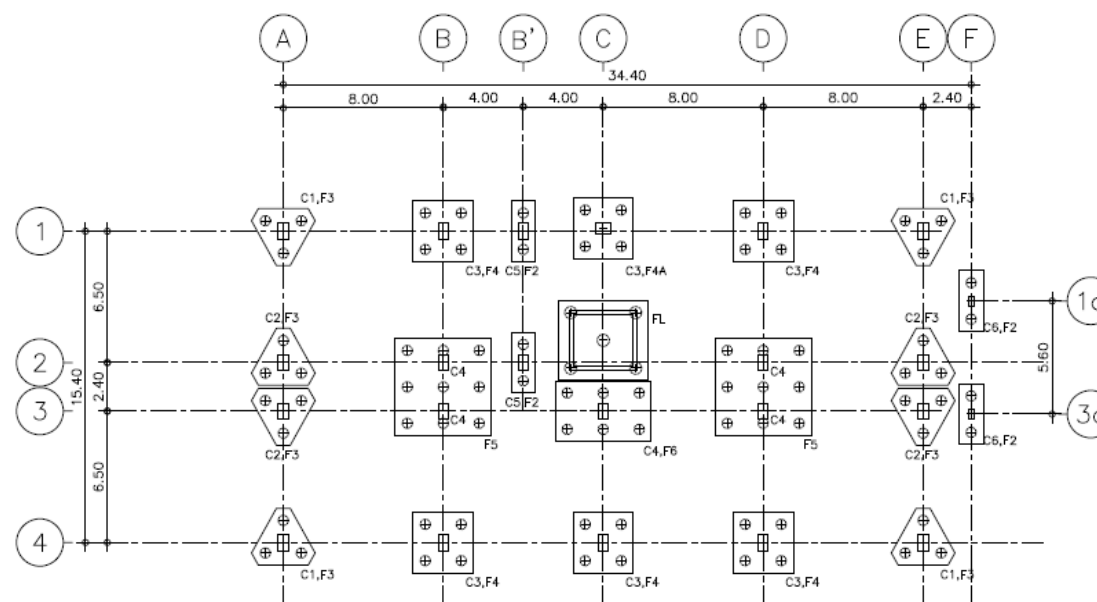 A
B
B'
C
D
E
F
34.40
8.00
4.00
4.00
8.00
8.00
2.40
C1,F3
C1,F3
1
C3,F4
C5,F2
C3,F4A
C3,F4
6.50
FL
C6,F2
C2,F3
C2,F3
2
C4
C4
5.60
15.40
2.40
C5,F2
3
C4
C4
C2,F3
F5
C4,F6
F5
C2,F3
C6,F2
6.50
4
C1,F3
C3,F4
C3,F4
C3,F4
C1,F3